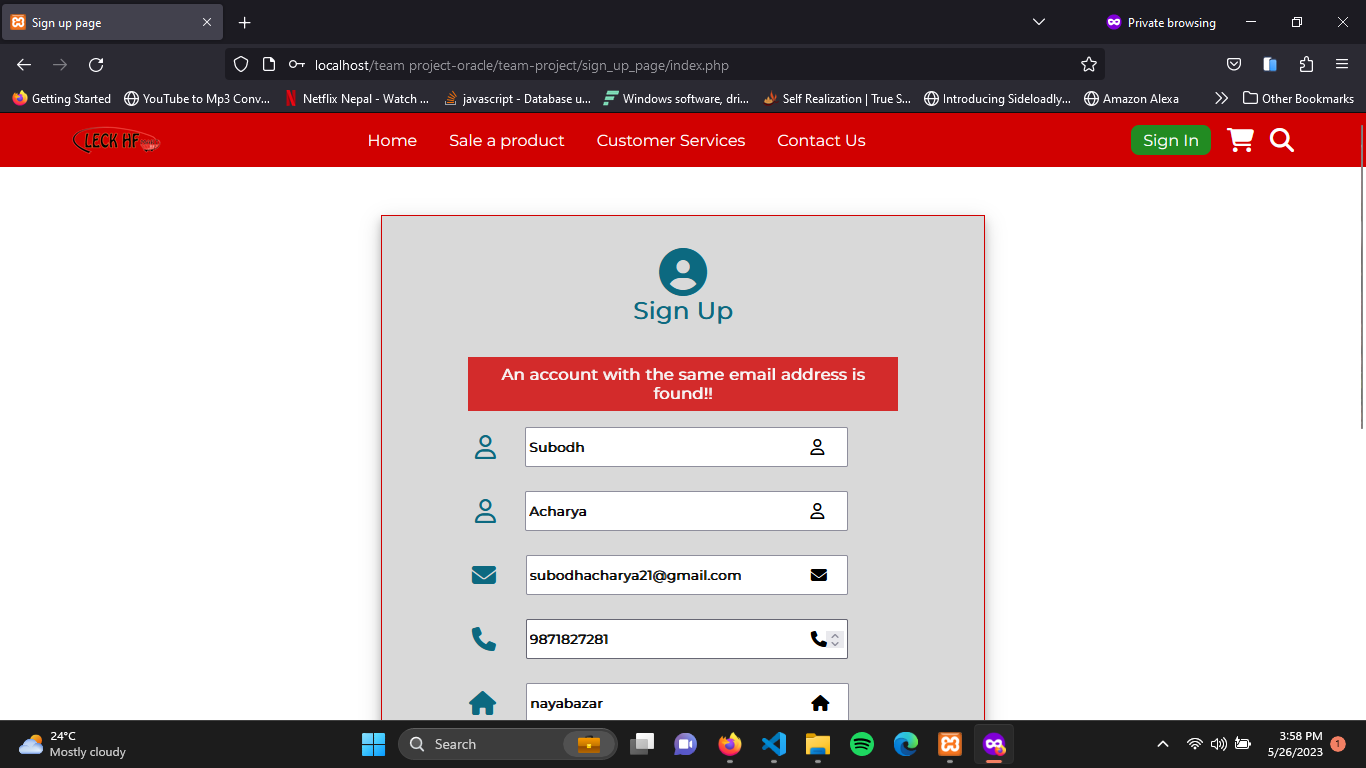 Sign up page
Private browsing
localhost/team project-oracle/team-project/sign_up_page/index.php
Getting Started
YouTube to Mp3 Conv...
Netflix Nepal - Watch ...
javascript - Database u...
Windows software, dri...
Self Realization | True S...
Introducing Sideloadly...
Amazon Alexa
Other Bookmarks
CLECK HF
Home
Sale a product
Customer Services
Contact Us
Sign In
Sign Up
An account with the same email address is
found!!
Subodh
Acharya
subodhacharya21@gmail.com
9871827281
nayabazar
24°C
Mostly cloudy
Search
3:58 PM
5/26/2023
1